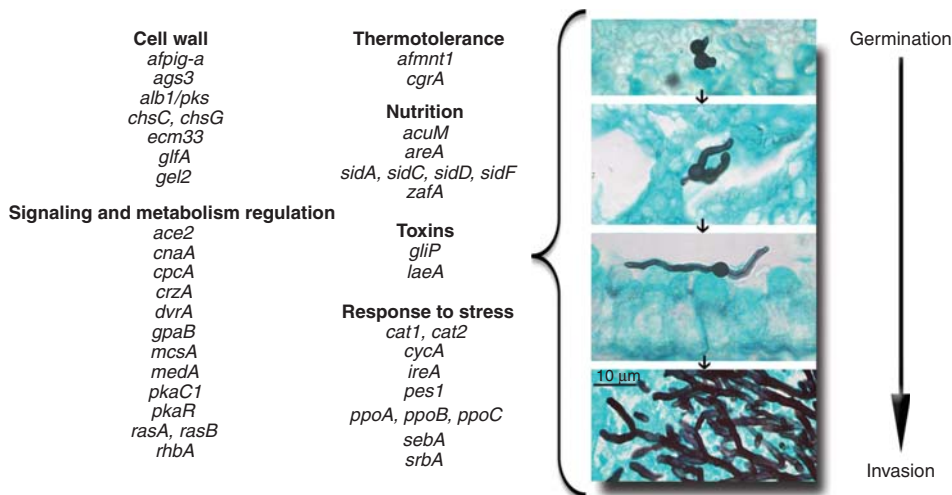 Cell wall
afpig-a
ags3
alb1/pks
chsC, chsG
ecm33
glfA
gel2
Signaling and metabolism regulation
ace2
cnaA
cpcA
crzA
dvrA
gpaB
mcsA
medA
pkaC1
pkaR
rasA, rasB
rhbA
Thermotolerance
afmnt1
cgrA
Nutrition
acuM
areA
sidA, sidC, sidD, sidF
zafA
Toxins
gliP
laeA
Response to stress
cat1, cat2
cycA
ireA
pes1
ppoA, ppoB, ppoC
sebA
srbA
10 μm
Germination
Invasion